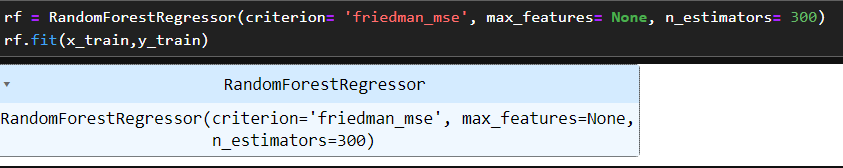 rf = RandomForestRegressor(criterion= 'friedman_mse', max_features= None, n_estimators= 300)
rf.fit(x_train,y_train)
RandomForestRegressor
RandomForestRegressor(criterion='friedman_mse', max_features=None,
n_estimators=300)